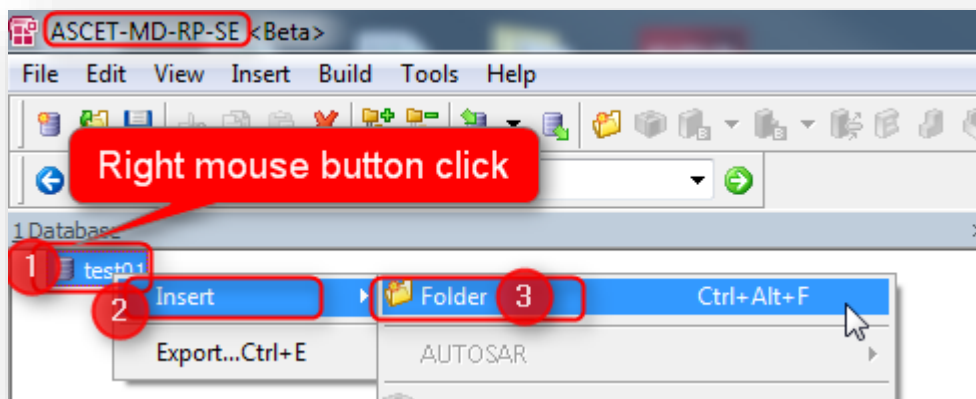 ASCET-MD-RP-SE <Beta>
File Edit View Insert Build Tools Help
Right mouse button click
1 Database
1 test01
2 Insert
Folder 3 Ctrl+Alt+F
Export...Ctrl+E
AUTOSAR